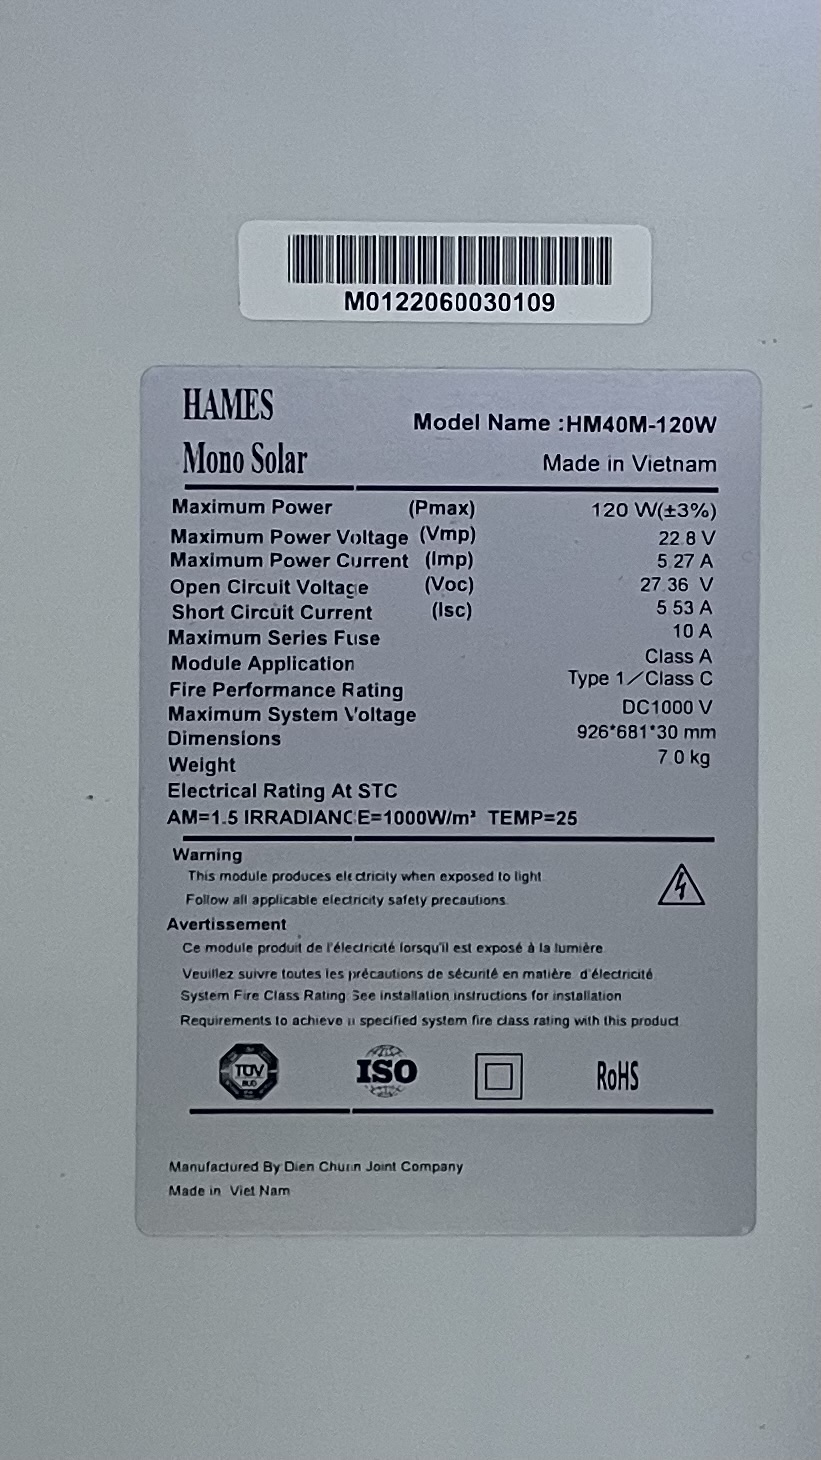 M0122060030109
HAMES
Model Name :HM40M-120W
Mono Solar
Made in Vietnam
Maximum Power (Pmax) 120 W(±3%)
Maximum Power Voltage (Vmp) 22.8 V
Maximum Power Current (Imp) 5.27 A
Open Circuit Voltage (Voc) 27.36 V
Short Circuit Current (Isc) 5.53 A
Maximum Series Fuse 10 A
Module Application Class A
Fire Performance Rating Type 1/Class C
Maximum System Voltage DC1000 V
Dimensions 926*681*30 mm
Weight 7.0 kg
Electrical Rating At STC
AM=1.5 IRRADIANCE=1000W/m² TEMP=25
Warning
This module produces electricity when exposed to light.
Follow all applicable electricity safety precautions.
Avertissement
Ce module produit de l'électricité lorsqu'il est exposé à la lumière.
Veuillez suivre toutes les précautions de sécurité en matière d'électricité.
System Fire Class Rating: See installation instructions for installation
Requirements to achieve a specified system fire class rating with this product.
TÜV
SUD
ISO
RoHS
Manufactured By Dien Joint Company
Made in Viet Nam